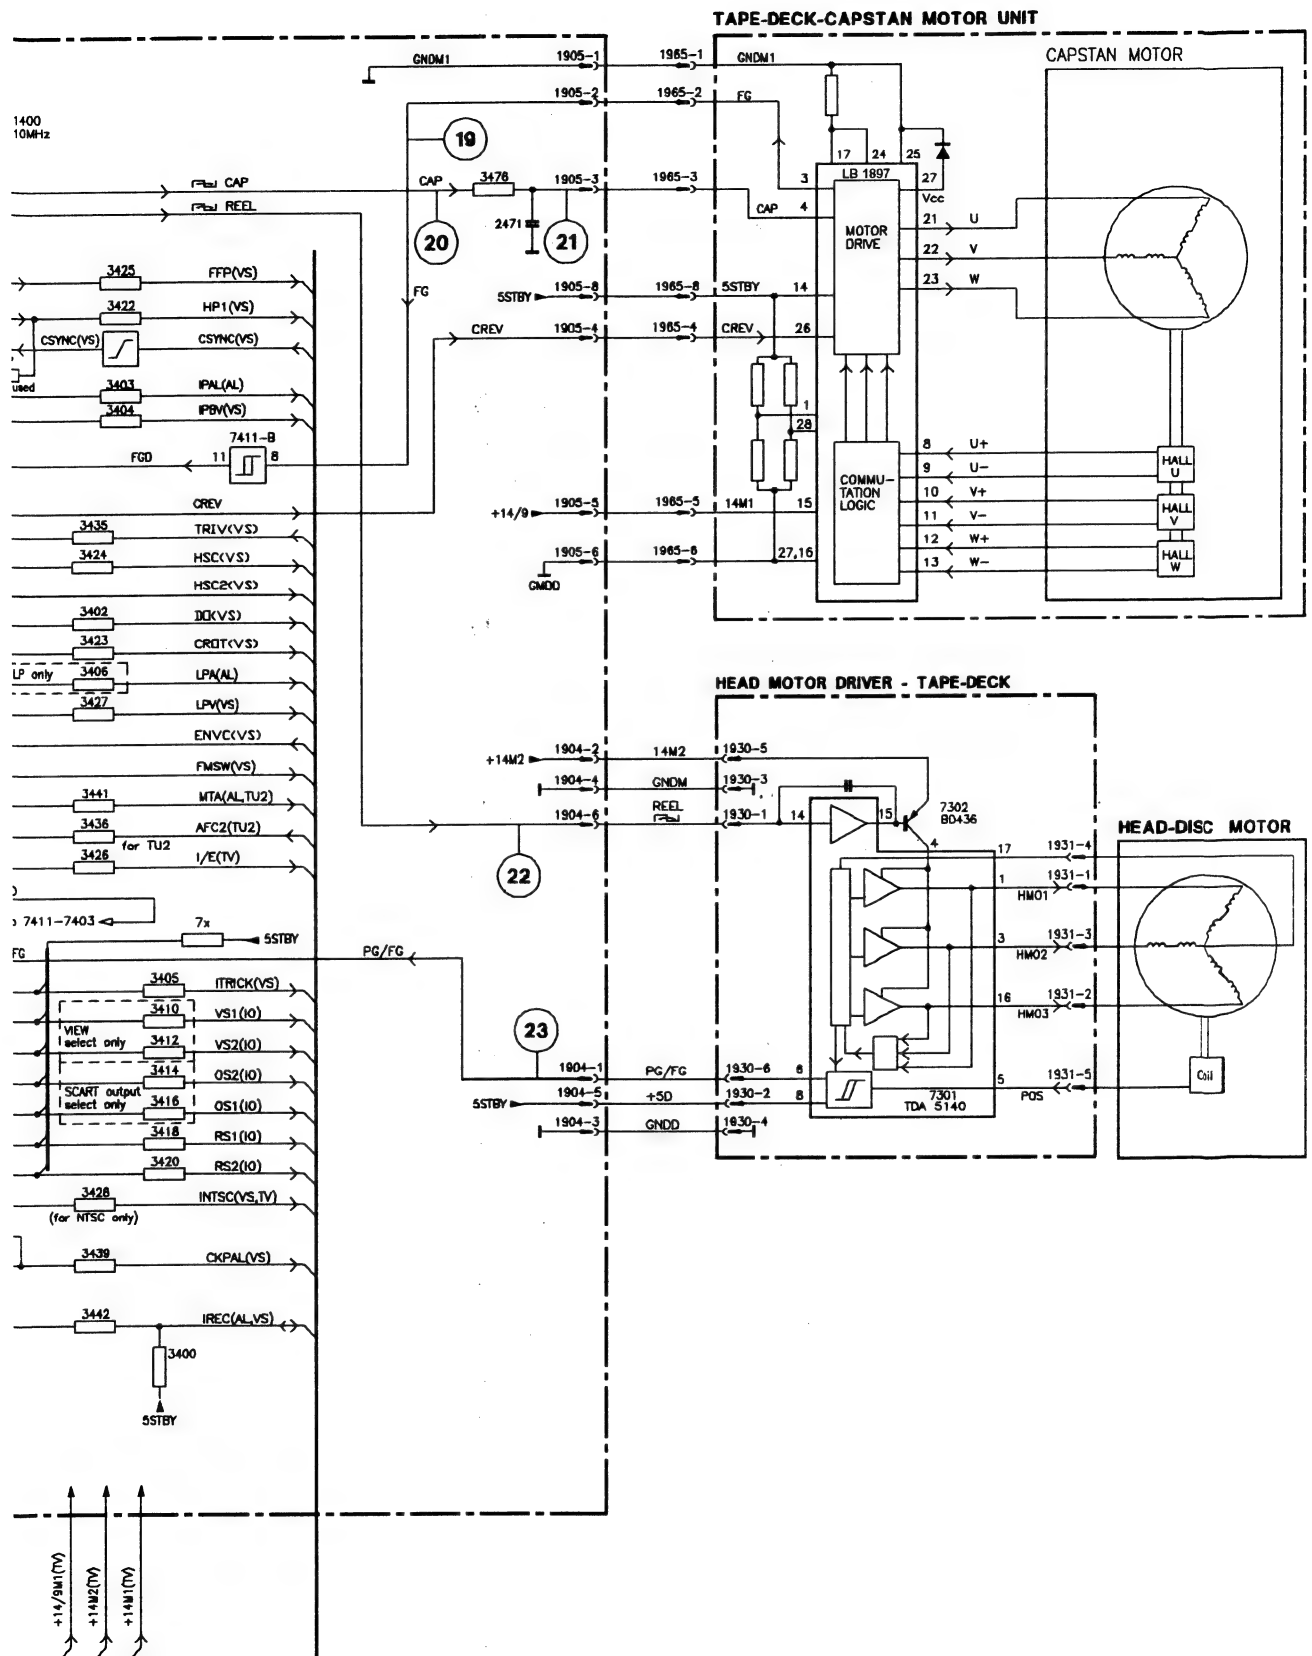 TAPE-DECK-CAPSTAN MOTOR UNIT
GNDM1
1905-1
1965-1
GNDM1
CAPSTAN MOTOR
1905-2
1965-2
FG
1400
10MHz
19
17
24
25
LB 1897
CAP
CAP
3476
1905-3
1965-3
3
27
Vcc
REEL
CAP
4
21
U
2471
MOTOR
DRIVE
20
21
22
V
23
W
3425
FFP(VS)
FG
5STBY
1905-8
1965-8
5STBY
14
3422
HP1(VS)
CREV
1905-4
1965-4
CREV
26
CSYNC(VS)
CSYNC(VS)
used
3403
IPAL(AL)
3404
IPBV(VS)
1
28
7411-B
FGD
11
8
8
U+
HALL
U
9
U-
COMMU-
TATION
LOGIC
10
V+
HALL
V
11
V-
CREV
+14/9
1905-5
1965-5
14M1
15
3435
TRIV(VS)
12
W+
HALL
W
3424
HSC(VS)
1905-6
1965-6
27,16
13
W-
GMDD
HSC2(VS)
3402
DO(VS)
3423
CROT(VS)
LP only
3406
LPA(AL)
HEAD MOTOR DRIVER - TAPE-DECK
3427
LPV(VS)
ENVC(VS)
+14M2
1904-2
14M2
1930-5
FMSW(VS)
1904-4
GNDM
1930-3
3441
MTA(AL,TU2)
REEL
7302
BD436
1904-6
1930-1
14
15
3436
AFC2(TU2)
for TU2
HEAD-DISC MOTOR
4
3426
I/E(TV)
17
1931-4
22
1
1931-1
HMO1
7411-7403
7x
5STBY
3
1931-3
FG
PG/FG
HMO2
3405
ITRICK(VS)
16
1931-2
3410
VS1(IO)
HMO3
VIEW
select only
23
3412
VS2(IO)
3414
OS2(IO)
1904-1
PG/FG
1930-6
6
5
1931-5
Coil
SCART output
select only
3416
OS1(IO)
5STBY
1904-5
+5D
1930-2
8
7301
TDA 5140
POS
3418
RS1(IO)
1904-3
GNDD
1930-4
3420
RS2(IO)
3428
INTSC(VS,TV)
(for NTSC only)
3439
CKPAL(VS)
3442
IREC(AL,VS)
3400
5STBY
+14/9M1(TV)
+14M2(TV)
+14M1(TV)